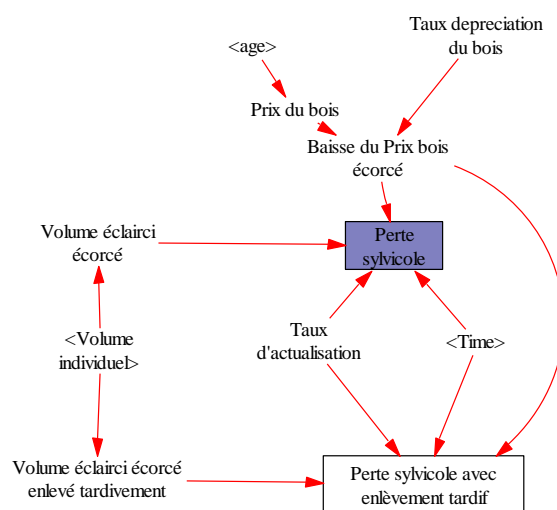 <age>
Taux depreciation
du bois
Prix du bois
Baisse du Prix bois
écorcé
Volume éclairci
écorcé
Perte
sylvicole
<Volume
individuel>
Taux
d'actualisation
<Time>
Volume éclairci écorcé
enlevé tardivement
Perte sylvicole avec
enlèvement tardif